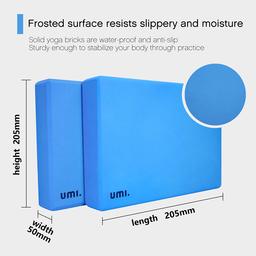 Frosted surface resists slippery and moisture
Solid yoga bricks are water-proof and anti-slip
Sturdy enough to stabilize your body through practice
height 205mm
umi.
umi.
width
50mm
length 205mm